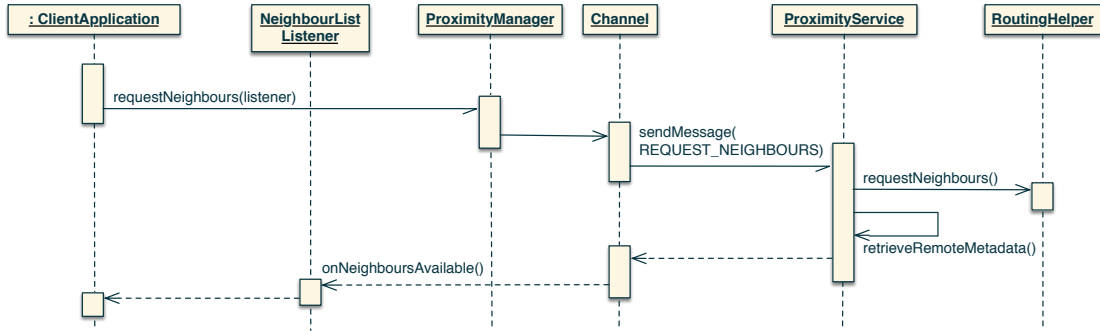 : ClientApplication
NeighbourList
Listener
ProximityManager
Channel
ProximityService
RoutingHelper
requestNeighbours(listener)
sendMessage(
REQUEST_NEIGHBOURS)
requestNeighbours()
retrieveRemoteMetadata()
onNeighboursAvailable()